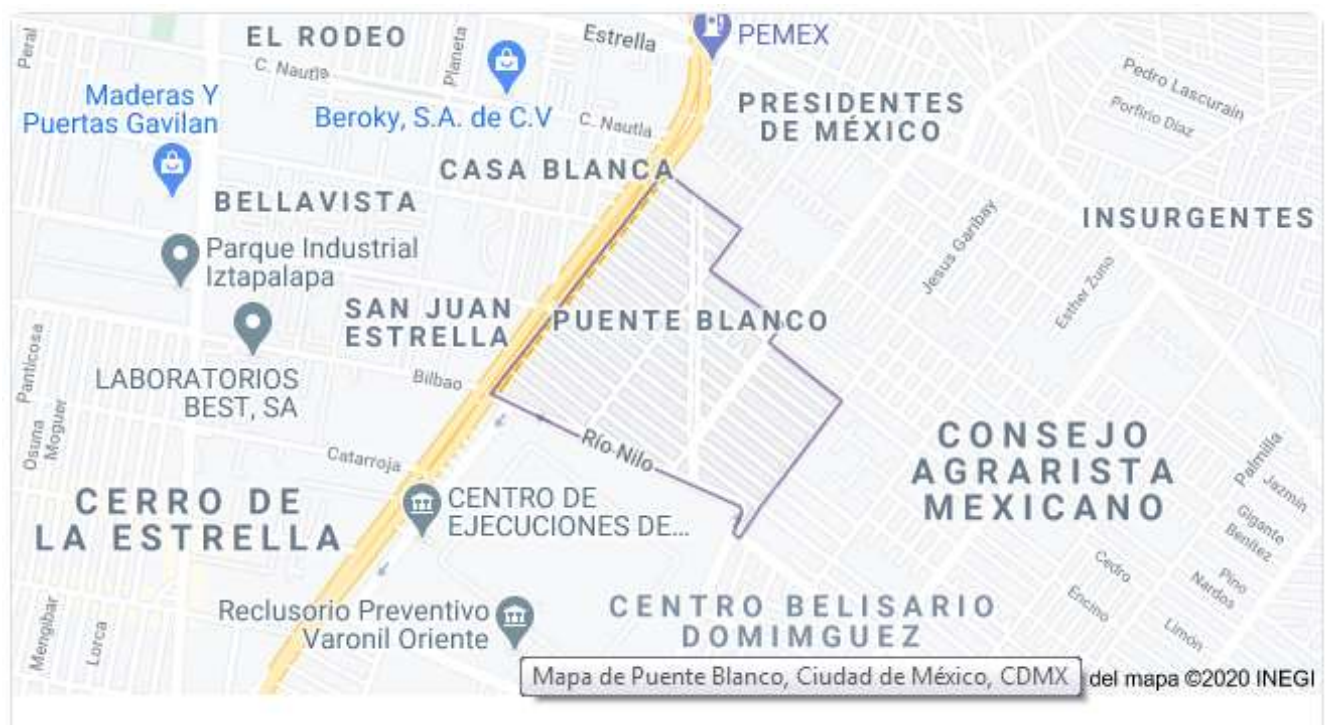 Peral
EL RODEO
Planeta
Estrella
PEMEX
C. Nautla
Maderas Y
Puertas Gavilan
Beroky, S.A. de C.V
C. Nautla
PRESIDENTES
DE MÉXICO
Pedro Lascurain
Porfirio Díaz
CASA BLANCA
BELLAVISTA
INSURGENTES
Parque Industrial
Iztapalapa
Jesus Garibay
Esther Zuno
SAN JUAN
ESTRELLA
PUENTE BLANCO
Panticosa
LABORATORIOS
BEST, SA
Bilbao
Osuna
Moguer
Catarroja
Río Nilo
CONSEJO
AGRARISTA
MEXICANO
Palmilla
Jazmín
Gigante
Benítez
CERRO DE
LA ESTRELLA
CENTRO DE
EJECUCIONES DE...
Cedro
Encino
Pino
Nardos
Limón
Mengibar
Lorca
Reclusorio Preventivo
Varonil Oriente
CENTRO BELISARIO
DOMIMGUEZ
Mapa de Puente Blanco, Ciudad de México, CDMX
del mapa ©2020 INEGI